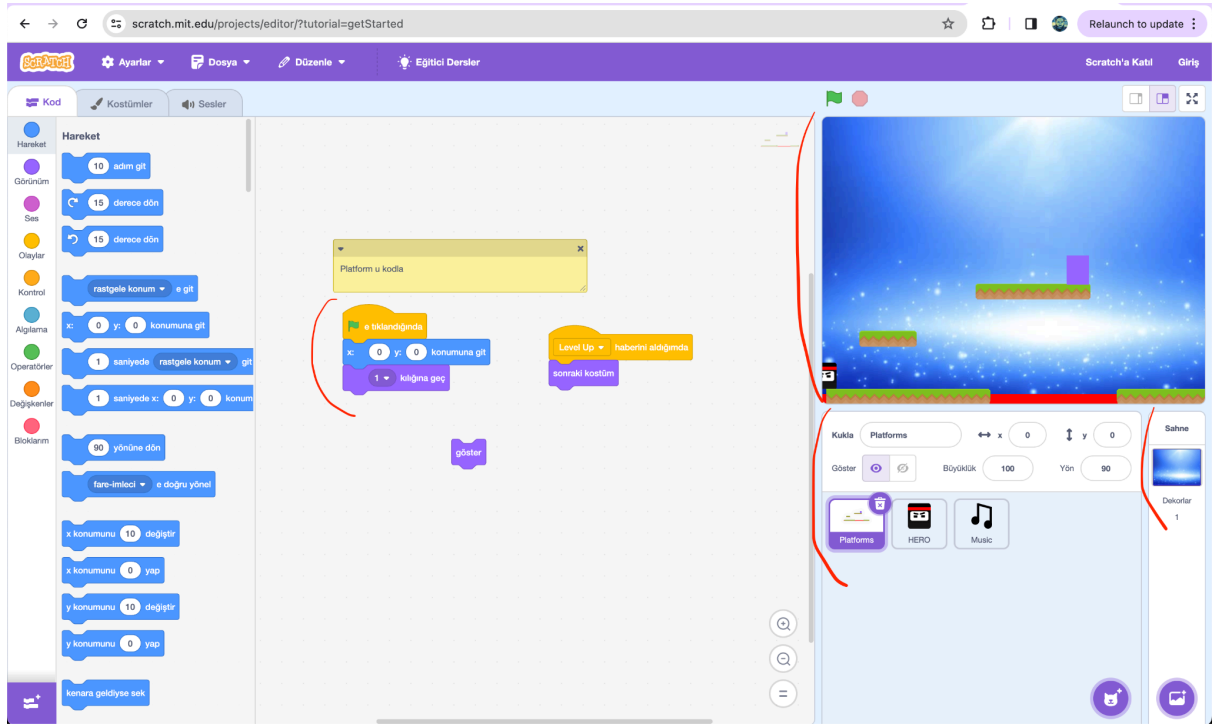 scratch.mit.edu/projects/editor/?tutorial=getStarted
Relaunch to update
SCRATCH
Ayarlar
Dosya
Düzenle
Eğitici Dersler
Scratch'a Katıl
Giriş
Kod
Kostümler
Sesler
Hareket
Görünüm
Ses
Olaylar
Kontrol
Algılama
Operatörler
Değişkenler
Bloklarım
Hareket
10 adım git
15 derece dön
15 derece dön
rastgele konum e git
x: 0 y: 0 konumuna git
1 saniyede rastgele konum git
1 saniyede x: 0 y: 0 konum
90 yönüne dön
fare-imleci e doğru yönel
x konumunu 10 değiştir
x konumunu 0 yap
y konumunu 10 değiştir
y konumunu 0 yap
kenara geldiyse sek
Platform u kodla
e tıklandığında
x: 0 y: 0 konumuna git
1 kılığına geç
Level Up haberini aldığımda
sonraki kostüm
göster
Kukla Platforms x 0 y 0
Göster Büyüklük 100 Yön 90
Platforms
HERO
Music
Sahne
Dekorlar
1